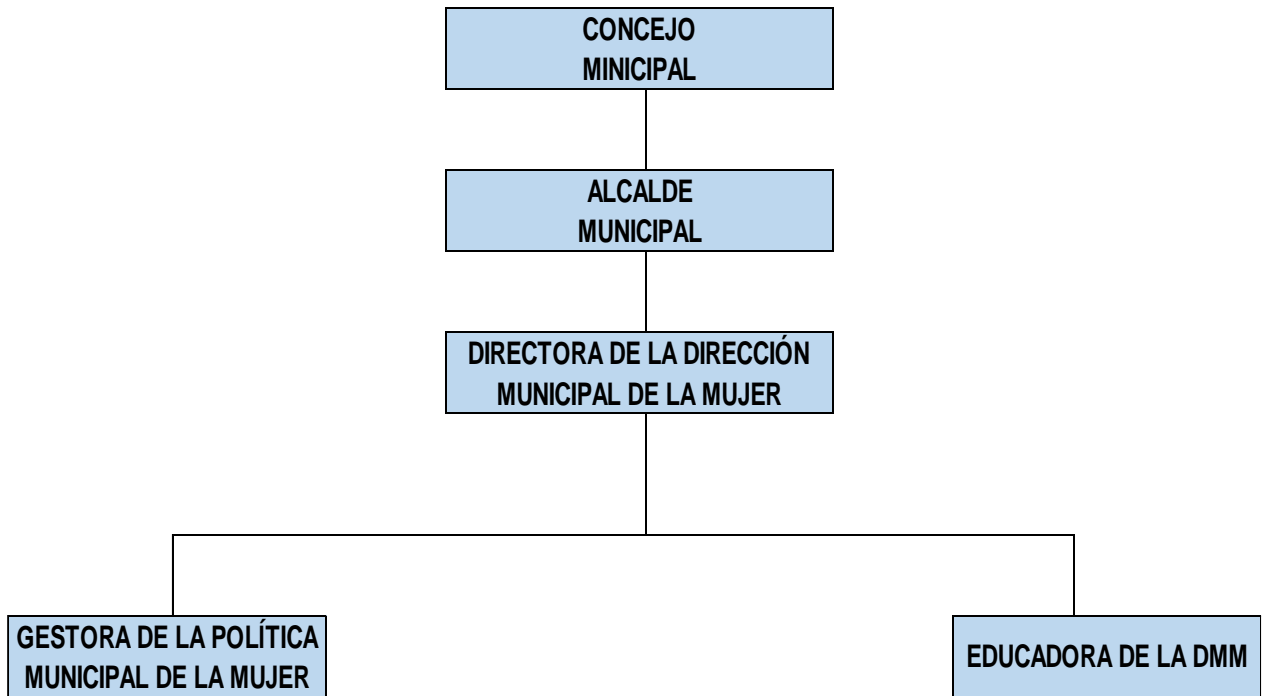 CONCEJO
MINICIPAL
ALCALDE
MUNICIPAL
DIRECTORA DE LA DIRECCIÓN
MUNICIPAL DE LA MUJER
GESTORA DE LA POLÍTICA
MUNICIPAL DE LA MUJER
EDUCADORA DE LA DMM